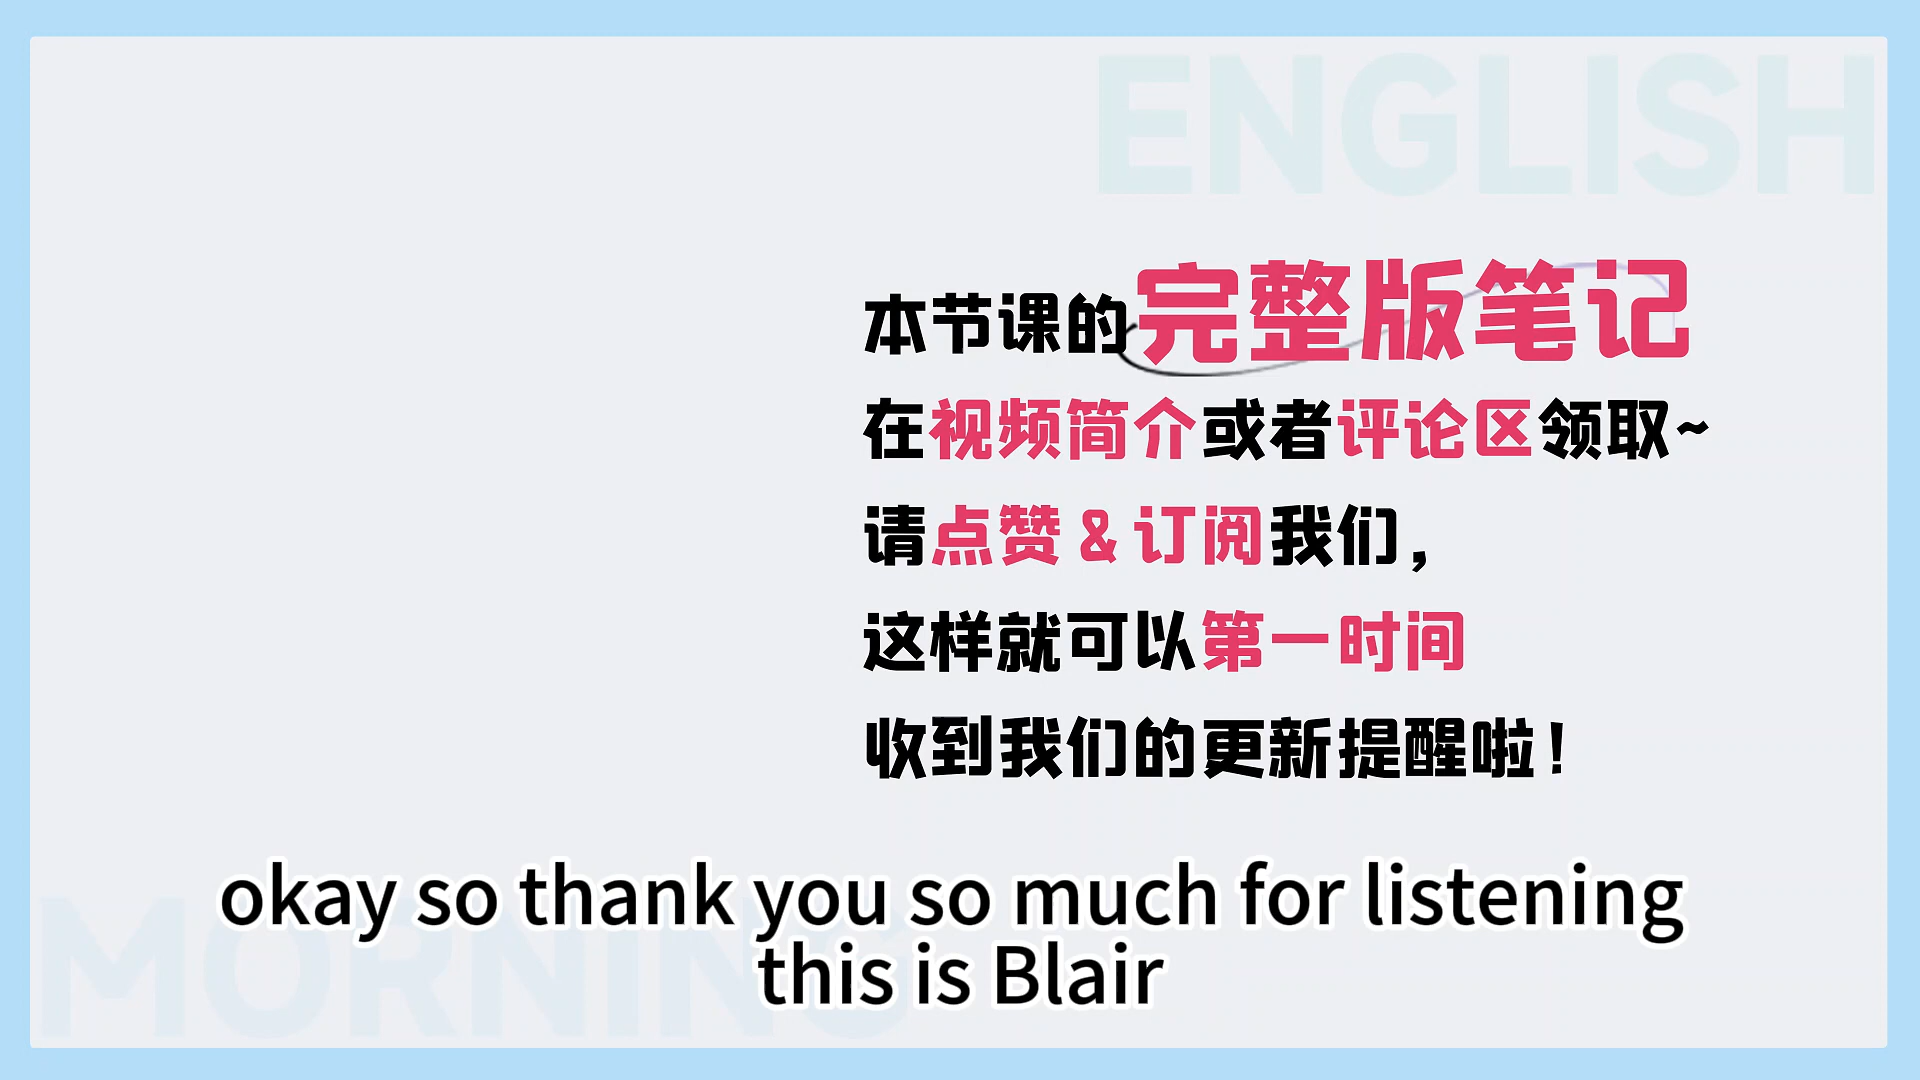 ENGLISH
本节课的完整版笔记
在视频简介或者评论区领取~
请点赞&订阅我们，
这样就可以第一时间
收到我们的更新提醒啦！
okay so thank you so much for listening
this is Blair
MORNING